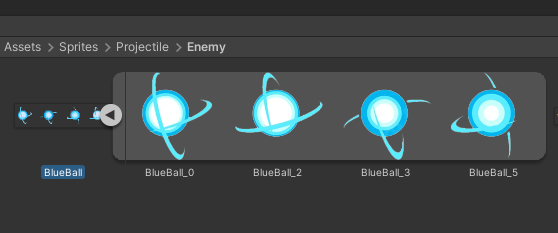 Assets > Sprites > Projectile > Enemy
BlueBall
BlueBall_0
BlueBall_2
BlueBall_3
BlueBall_5